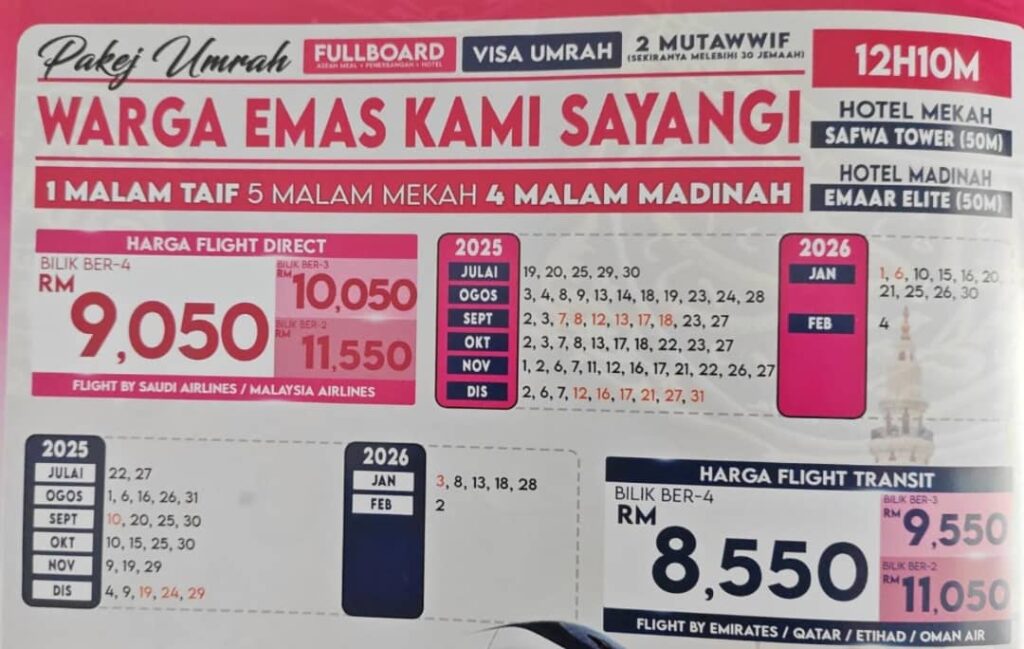 Pakej Umrah
FULLBOARD
ASEAN MEAL + PENERBANGAN + HOTEL
VISA UMRAH
2 MUTAWWIF
(SEKIRANYA MELEBIHI 30 JEMAAH)
WARGA EMAS KAMI SAYANGI
1 MALAM TAIF 5 MALAM MEKAH 4 MALAM MADINAH
12H10M
HOTEL MEKAH
SAFWA TOWER (50M)
HOTEL MADINAH
EMAAR ELITE (50M)
HARGA FLIGHT DIRECT
BILIK BER-4
RM 9,050
BILIK BER-3
RM 10,050
BILIK BER-2
RM 11,550
FLIGHT BY SAUDI AIRLINES / MALAYSIA AIRLINES
2025
JULAI 19, 20, 25, 29, 30
OGOS 3, 4, 8, 9, 13, 14, 18, 19, 23, 24, 28
SEPT 2, 3, 7, 8, 12, 13, 17, 18, 23, 27
OKT 2, 3, 7, 8, 13, 17, 18, 22, 23, 27
NOV 1, 2, 6, 7, 11, 12, 16, 17, 21, 22, 26, 27
DIS 2, 6, 7, 12, 16, 17, 21, 27, 31
2026
JAN 1, 6, 10, 15, 16, 20,
21, 25, 26, 30
FEB 4
2025
JULAI 22, 27
OGOS 1, 6, 16, 26, 31
SEPT 10, 20, 25, 30
OKT 10, 15, 25, 30
NOV 9, 19, 29
DIS 4, 9, 19, 24, 29
2026
JAN 3, 8, 13, 18, 28
FEB 2
HARGA FLIGHT TRANSIT
BILIK BER-4
RM 8,550
BILIK BER-3
RM 9,550
BILIK BER-2
RM 11,050
FLIGHT BY EMIRATES / QATAR / ETIHAD / OMAN AIR